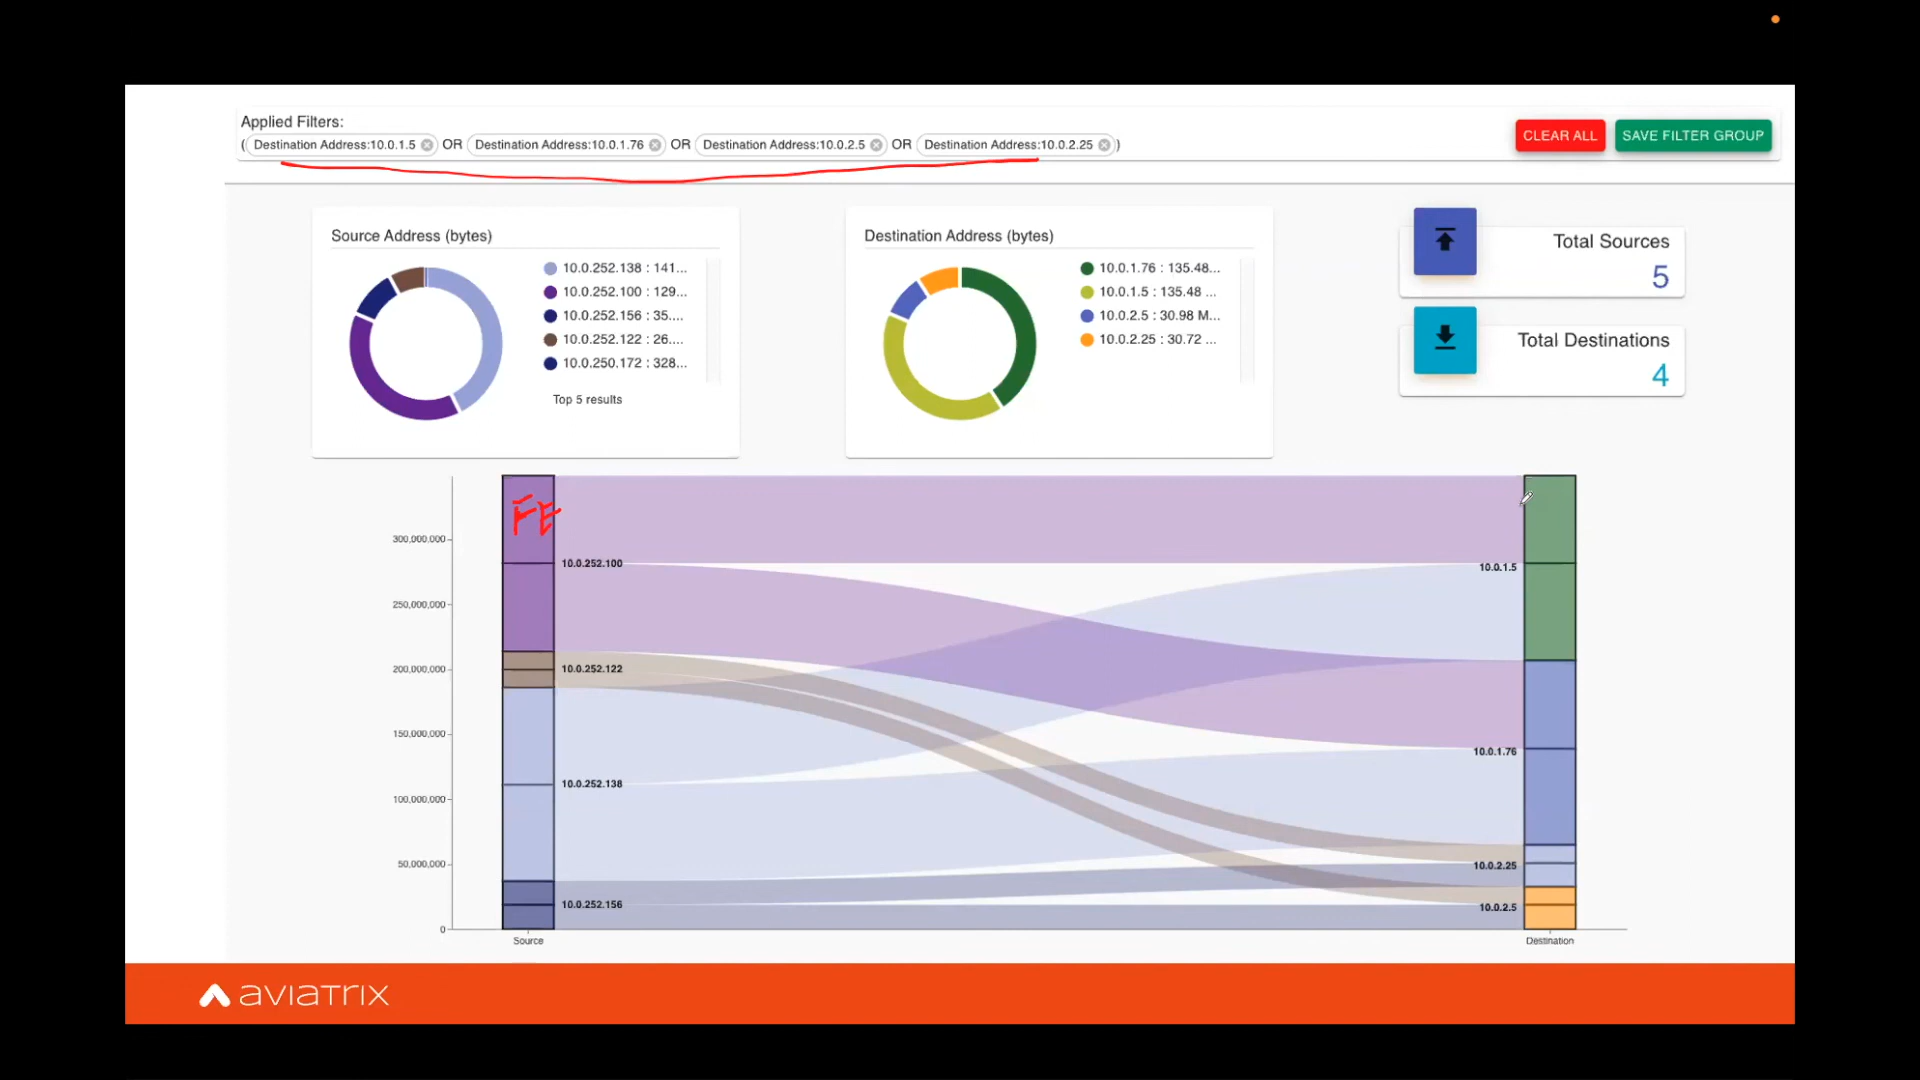 Applied Filters:
( Destination Address:10.0.1.5 OR Destination Address:10.0.1.76 OR Destination Address:10.0.2.5 OR Destination Address:10.0.2.25 )
CLEAR ALL
SAVE FILTER GROUP
Source Address (bytes)
10.0.252.138 : 141...
10.0.252.100 : 129...
10.0.252.156 : 35....
10.0.252.122 : 26....
10.0.250.172 : 328...
Top 5 results
Destination Address (bytes)
10.0.1.76 : 135.48...
10.0.1.5 : 135.48 ...
10.0.2.5 : 30.98 M...
10.0.2.25 : 30.72 ...
Total Sources
5
Total Destinations
4
FE
300,000,000
250,000,000
200,000,000
150,000,000
100,000,000
50,000,000
0
10.0.252.100
10.0.252.122
10.0.252.138
10.0.252.156
10.0.1.5
10.0.1.76
10.0.2.25
10.0.2.5
Source
Destination
aviatrix